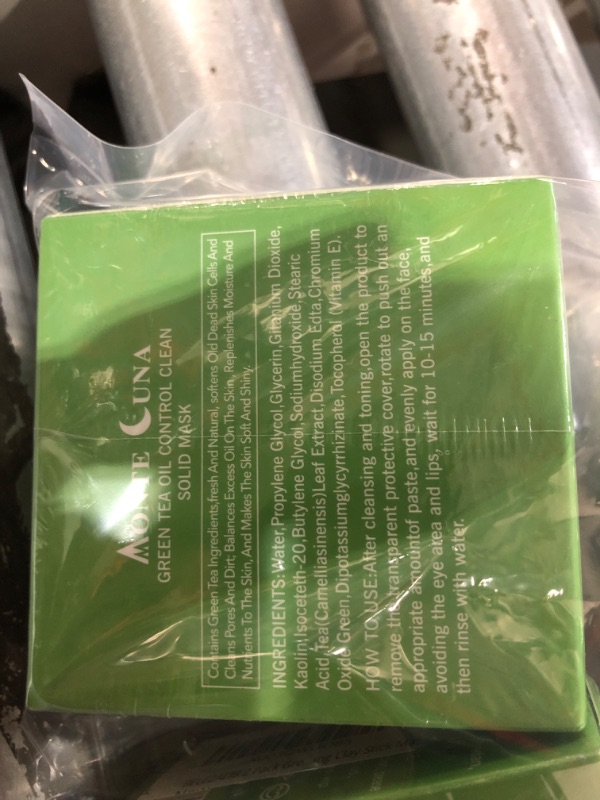 MONTE LUNA
GREEN TEA OIL CONTROL CLEAN
SOLID MASK
Contains Green Tea Ingredients,fresh And Natural, softens Old Dead Skin Cells And
Cleans Pores And Dirt, Balances Excess Oil On The Skin, Replenishes Moisture And
Nutrients To The Skin, And Makes The Skin Soft And Shiny.
INGREDIENTS:Water,Propylene Glycol,Glycerin,Gitanium Dioxide,
Kaolin,Isoceteth-20,Butylene Glycol,Sodiumhydroxide,Stearic
Acid,Tea(Camelliasinensis)Leaf Extract,Disodium Edta,Chromium
Oxide Green,Dipotassiumglycyrrhizinate,Tocopherol (Vitamin E).
HOW TO USE:After cleansing and toning,open the product to
remove the transparent protective cover,rotate to push out an
appropriate amountof paste,and evenly apply on the face,
avoiding the eye area and lips, wait for 10-15 minutes,and
then rinse with water.